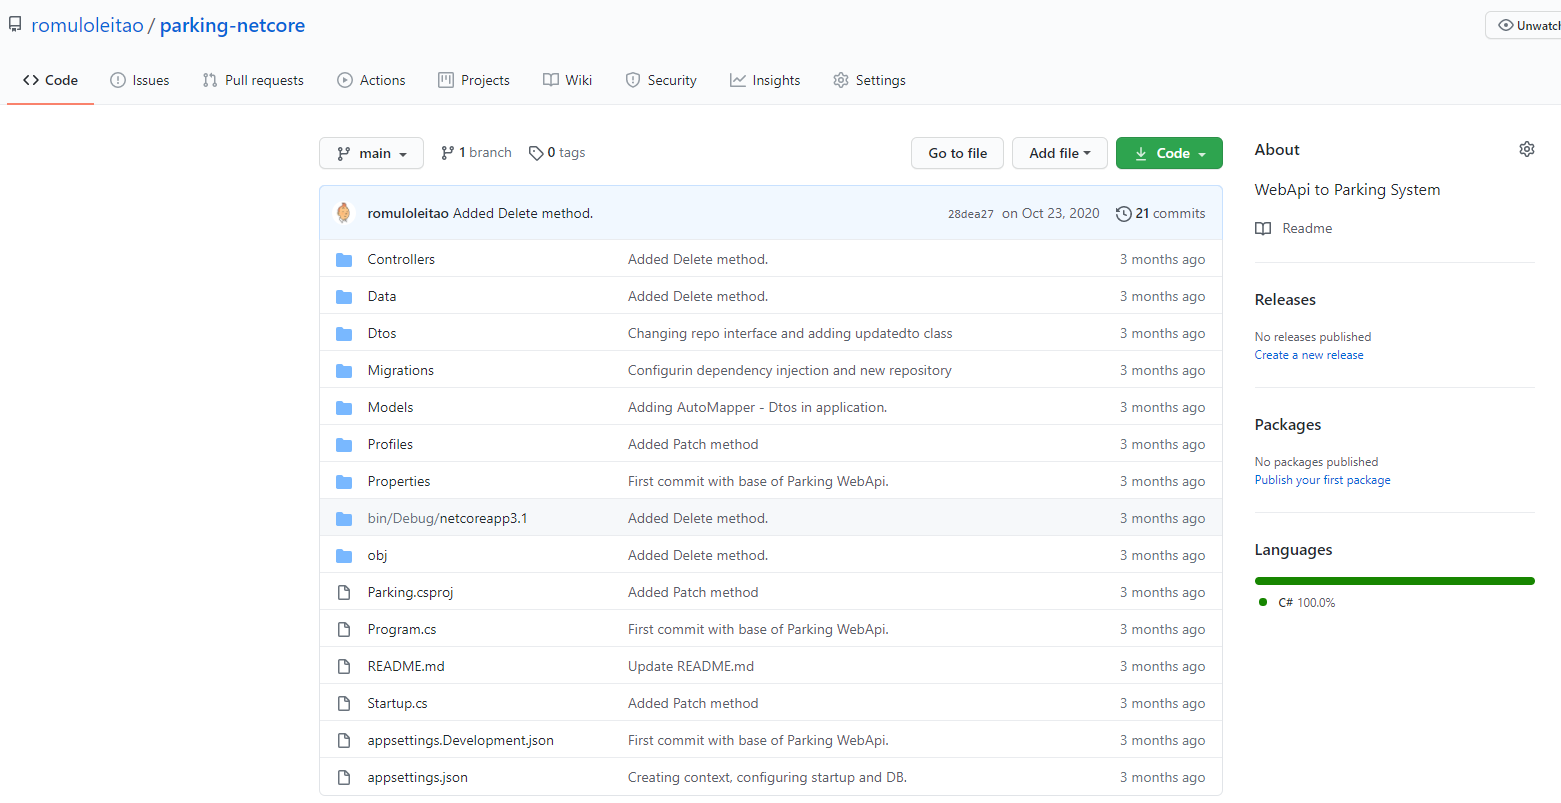 romuloleitao / parking-netcore
Unwatch
Code Issues Pull requests Actions Projects Wiki Security Insights Settings
main 1 branch 0 tags Go to file Add file Code
romuloleitao Added Delete method. 28dea27 on Oct 23, 2020 21 commits
Controllers Added Delete method. 3 months ago
Data Added Delete method. 3 months ago
Dtos Changing repo interface and adding updatedto class 3 months ago
Migrations Configurin dependency injection and new repository 3 months ago
Models Adding AutoMapper - Dtos in application. 3 months ago
Profiles Added Patch method 3 months ago
Properties First commit with base of Parking WebApi. 3 months ago
bin/Debug/netcoreapp3.1 Added Delete method. 3 months ago
obj Added Delete method. 3 months ago
Parking.csproj Added Patch method 3 months ago
Program.cs First commit with base of Parking WebApi. 3 months ago
README.md Update README.md 3 months ago
Startup.cs Added Patch method 3 months ago
appsettings.Development.json First commit with base of Parking WebApi. 3 months ago
appsettings.json Creating context, configuring startup and DB. 3 months ago
About
WebApi to Parking System
Readme
Releases
No releases published
Create a new release
Packages
No packages published
Publish your first package
Languages
C# 100.0%